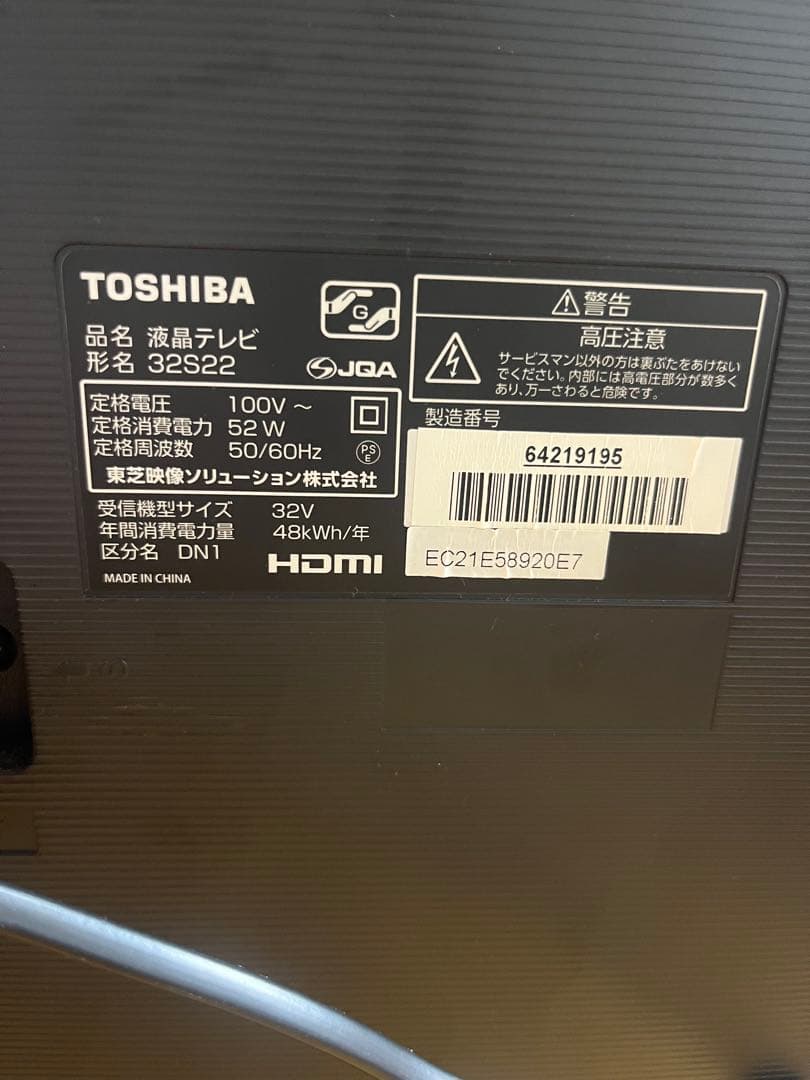 TOSHIBA
品名 液晶テレビ
形名 32S22
G
JQA
定格電圧 100V～
定格消費電力 52W
定格周波数 50/60Hz
PS
E
東芝映像ソリューション株式会社
受信機型サイズ 32V
年間消費電力量 48kWh/年
区分名 DN1
HDMI
MADE IN CHINA
警告
高圧注意
サービスマン以外の方は裏ぶたをあけない
でください。内部には高電圧部分が数多く
あり、万一さわると危険です。
製造番号
64219195
EC21E58920E7